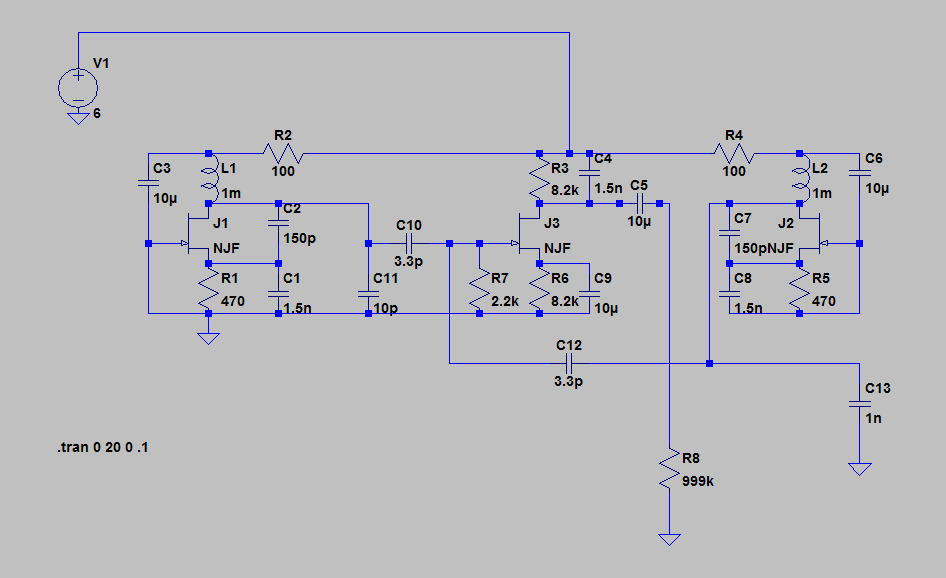 V1
6
R2
100
R4
100
C3
10µ
L1
1m
R3
8.2k
C4
1.5n
C5
10µ
L2
1m
C6
10µ
J1
NJF
C2
150p
C10
3.3p
J3
NJF
C7
150p
J2
NJF
R1
470
C1
1.5n
C11
10p
R7
2.2k
R6
8.2k
C9
10µ
C8
1.5n
R5
470
C12
3.3p
C13
1n
.tran 0 20 0 .1
R8
999k